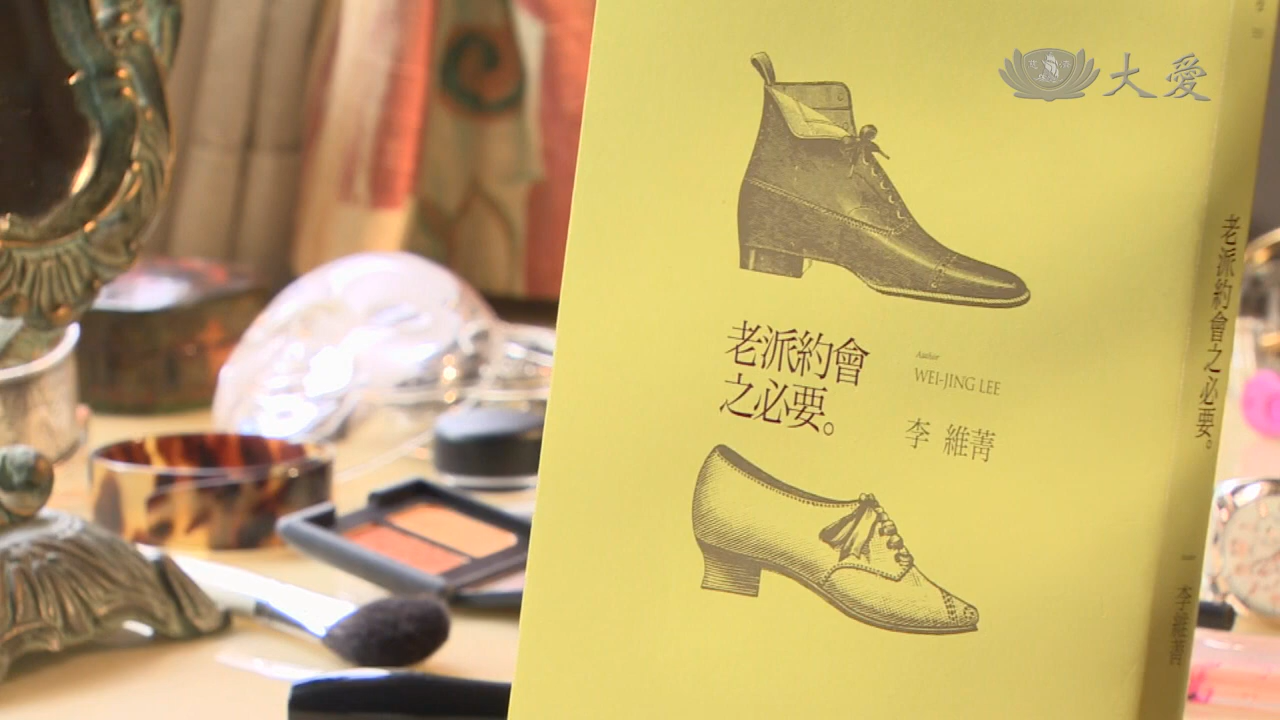 大愛
老派約會
之必要。
Author
WEI-JING LEE
李 維菁
老派約會之必要。
李維菁